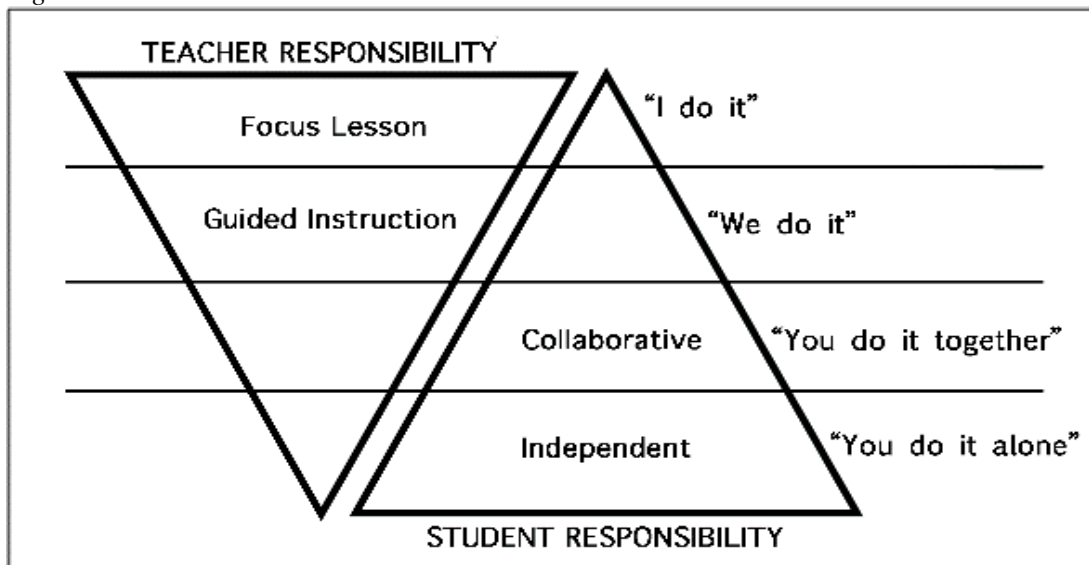 TEACHER RESPONSIBILITY
Focus Lesson
“I do it”
Guided Instruction
“We do it”
Collaborative
“You do it together”
Independent
“You do it alone”
STUDENT RESPONSIBILITY